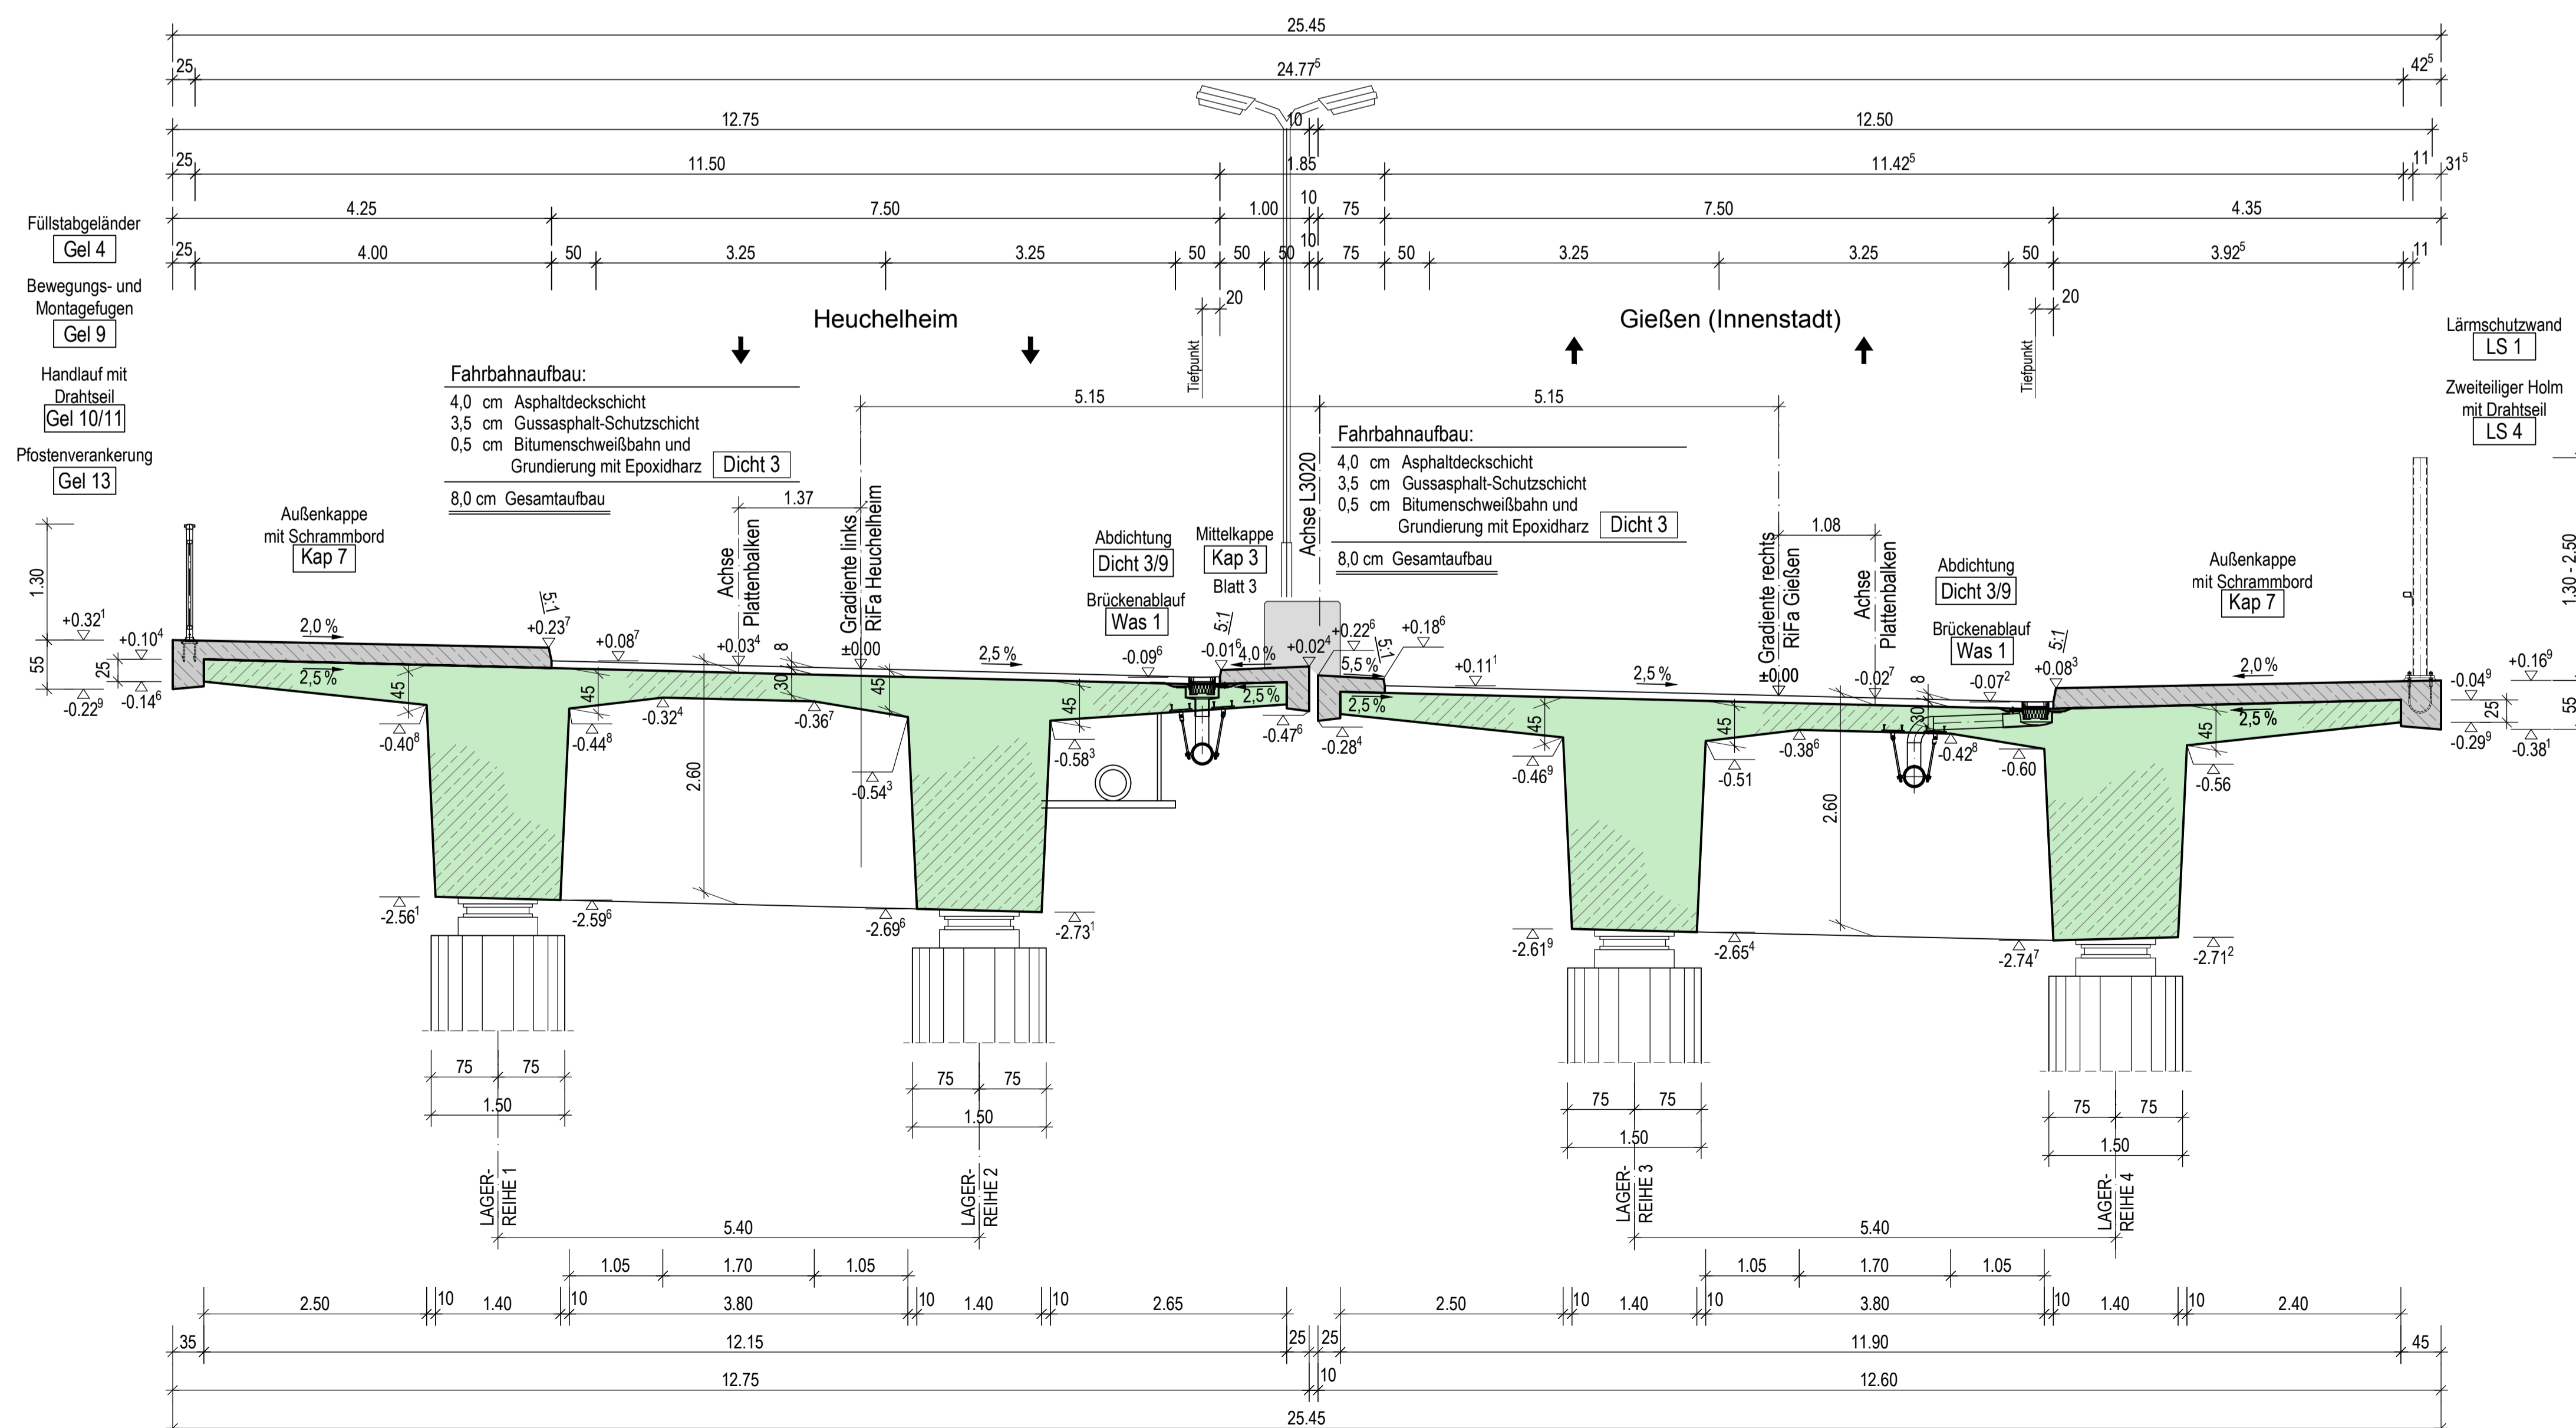 25.45
25 24.77⁵ 42⁵
12.75 10 12.50
25 11.50 1.85 11.42⁵ 11 31⁵
4.25 7.50 1.00 10 75 7.50 4.35
25 4.00 50 3.25 3.25 50 50 50 10 75 50 3.25 3.25 50 3.92⁵ 11
20 20
Füllstabgeländer
Gel 4
Bewegungs- und
Montagefugen
Gel 9
Handlauf mit
Drahtseil
Gel 10/11
Pfostenverankerung
Gel 13
Heuchelheim
Gießen (Innenstadt)
Tiefpunkt
Tiefpunkt
Lärmschutzwand
LS 1
Zweiteiliger Holm
mit Drahtseil
LS 4
Fahrbahnaufbau:
4,0 cm Asphaltdeckschicht
3,5 cm Gussasphalt-Schutzschicht
0,5 cm Bitumenschweißbahn und
Grundierung mit Epoxidharz Dicht 3
8,0 cm Gesamtaufbau
5.15 5.15
Fahrbahnaufbau:
4,0 cm Asphaltdeckschicht
3,5 cm Gussasphalt-Schutzschicht
0,5 cm Bitumenschweißbahn und
Grundierung mit Epoxidharz Dicht 3
8,0 cm Gesamtaufbau
1.37
1.08
Außenkappe
mit Schrammbord
Kap 7
Achse
Plattenbalken
Gradiente links
RiFa Heuchelheim
Abdichtung
Dicht 3/9
Brückenablauf
Was 1
Mittelkappe
Kap 3
Blatt 3
Achse L3020
Gradiente rechts
RiFa Gießen
Achse
Plattenbalken
Abdichtung
Dicht 3/9
Brückenablauf
Was 1
Außenkappe
mit Schrammbord
Kap 7
1.30
55
25
+0.32¹
+0.10⁴
-0.14⁶
-0.22⁹
2,0 %
2,5 %
5:1
+0.23⁷
+0.08⁷
+0.03⁴
8
30
±0.00
2,5 %
-0.09⁶
-0.01⁶
5:1
4,0 %
2,5 %
+0.02⁴
+0.22⁶
5:1
+0.18⁶
5,5 %
2,5 %
+0.11¹
2,5 %
±0.00
-0.02⁷
8
30
-0.07²
5:1
+0.08³
2,0 %
2,5 %
-0.04⁹
+0.16⁹
25
55
-0.29⁹
-0.38¹
1.30 - 2.50
45 45 45 45 45 45 45
-0.40⁸
-0.44⁸
-0.32⁴
-0.36⁷
-0.54³
-0.58³
-0.47⁶
-0.28⁴
-0.46⁹
-0.51
-0.38⁶
-0.42⁸
-0.60
-0.56
2.60
2.60
-2.56¹
-2.59⁶
-2.69⁶
-2.73¹
-2.61⁹
-2.65⁴
-2.74⁷
-2.71²
75 75
1.50
75 75
1.50
75 75
1.50
75 75
1.50
LAGER-
REIHE 1
LAGER-
REIHE 2
LAGER-
REIHE 3
LAGER-
REIHE 4
5.40 5.40
1.05 1.70 1.05 1.05 1.70 1.05
2.50 10 1.40 10 3.80 10 1.40 10 2.65 2.50 10 1.40 10 3.80 10 1.40 10 2.40
35 12.15 25 25 11.90 45
12.75 10 12.60
25.45